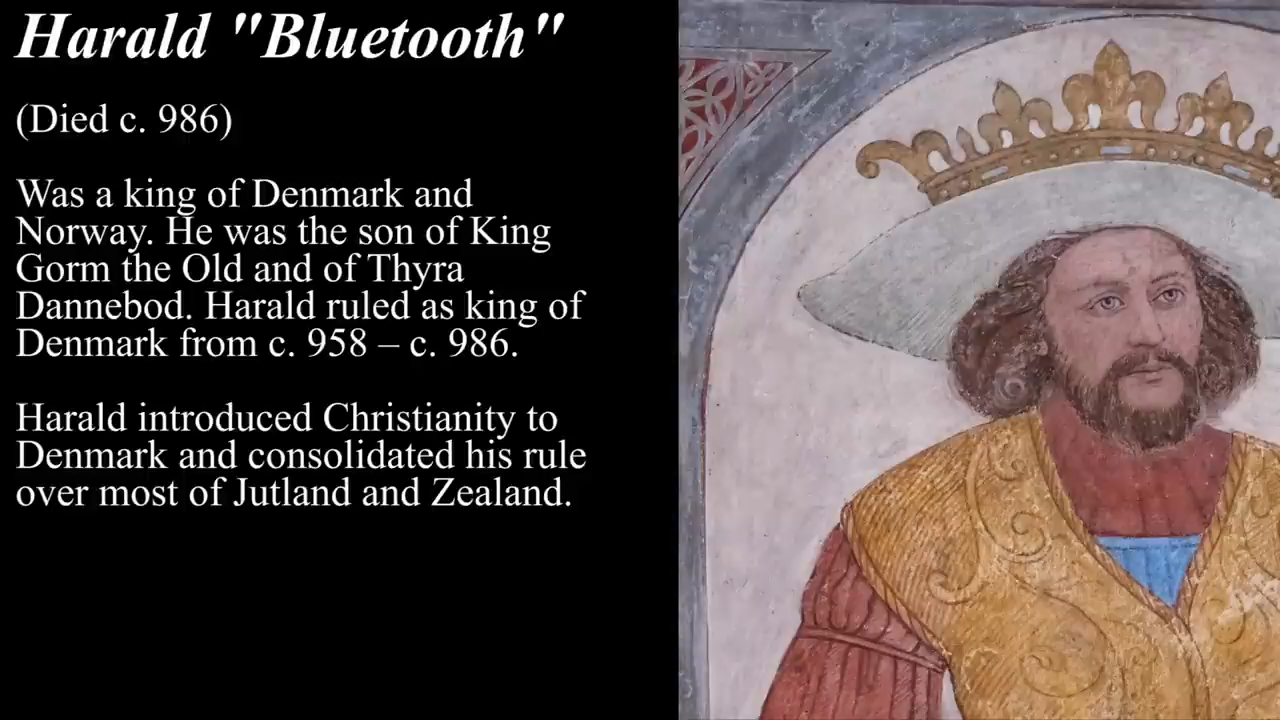 Harald "Bluetooth"
(Died c. 986)
Was a king of Denmark and
Norway. He was the son of King
Gorm the Old and of Thyra
Dannebod. Harald ruled as king of
Denmark from c. 958 – c. 986.
Harald introduced Christianity to
Denmark and consolidated his rule
over most of Jutland and Zealand.